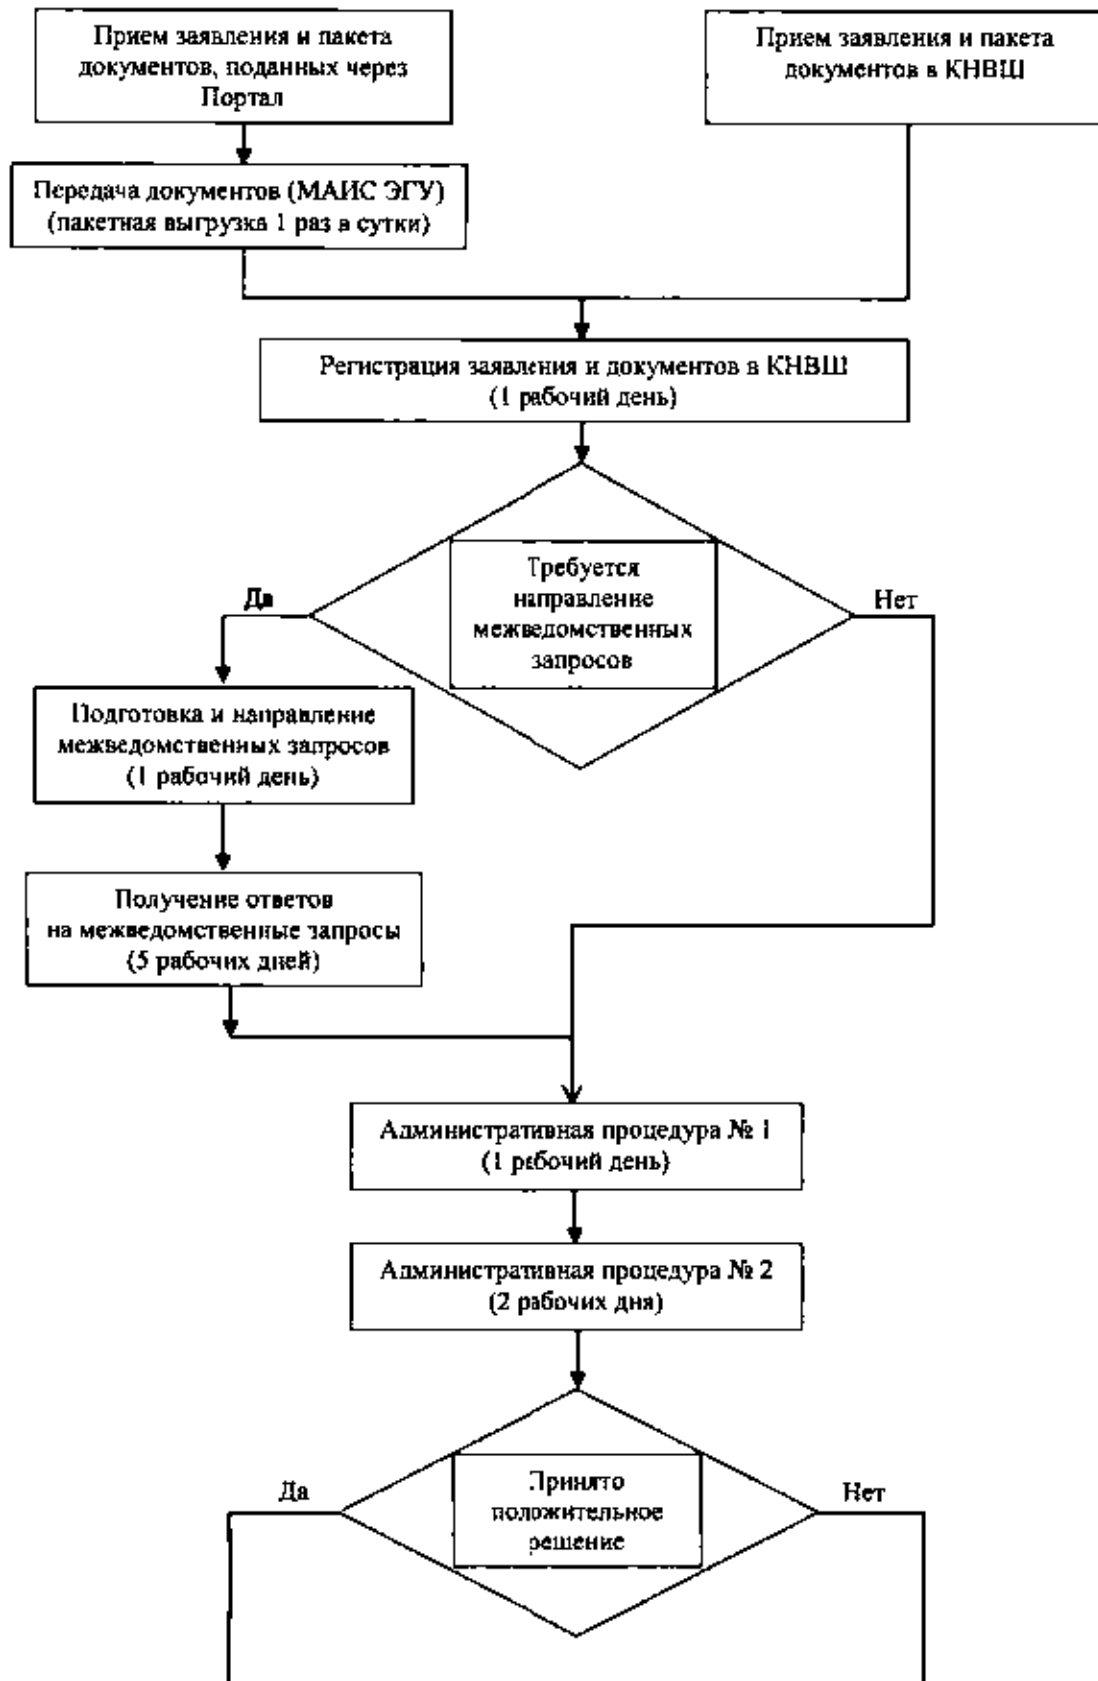 Прием заявления и пакета
документов, поданных через
Портал
Прием заявления и пакета
документов в КНВШ
Передача документов (МАИС ЭГУ)
(пакетная выгрузка 1 раз в сутки)
Регистрация заявления и документов в КНВШ
(1 рабочий день)
Требуется
направление
межведомственных
запросов
Да
Нет
Подготовка и направление
межведомственных запросов
(1 рабочий день)
Получение ответов
на межведомственные запросы
(5 рабочих дней)
Административная процедура № 1
(1 рабочий день)
Административная процедура № 2
(2 рабочих дня)
Принято
положительное
решение
Да
Нет